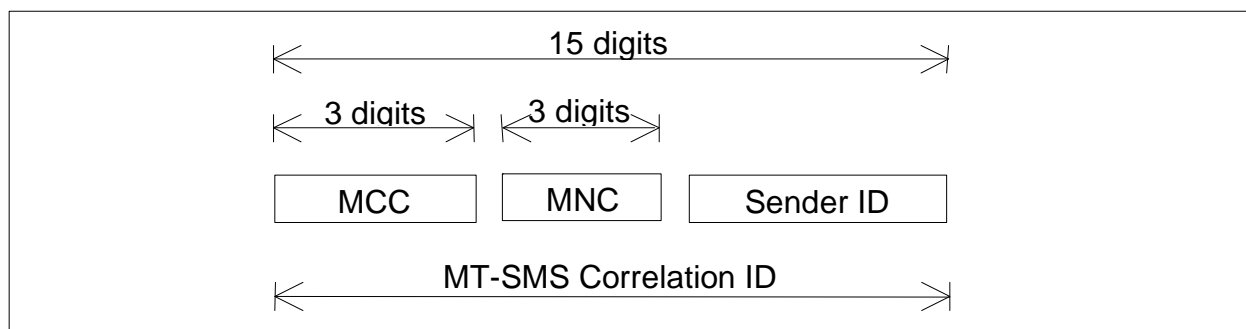 15 digits
3 digits 3 digits
MCC MNC Sender ID
MT-SMS Correlation ID